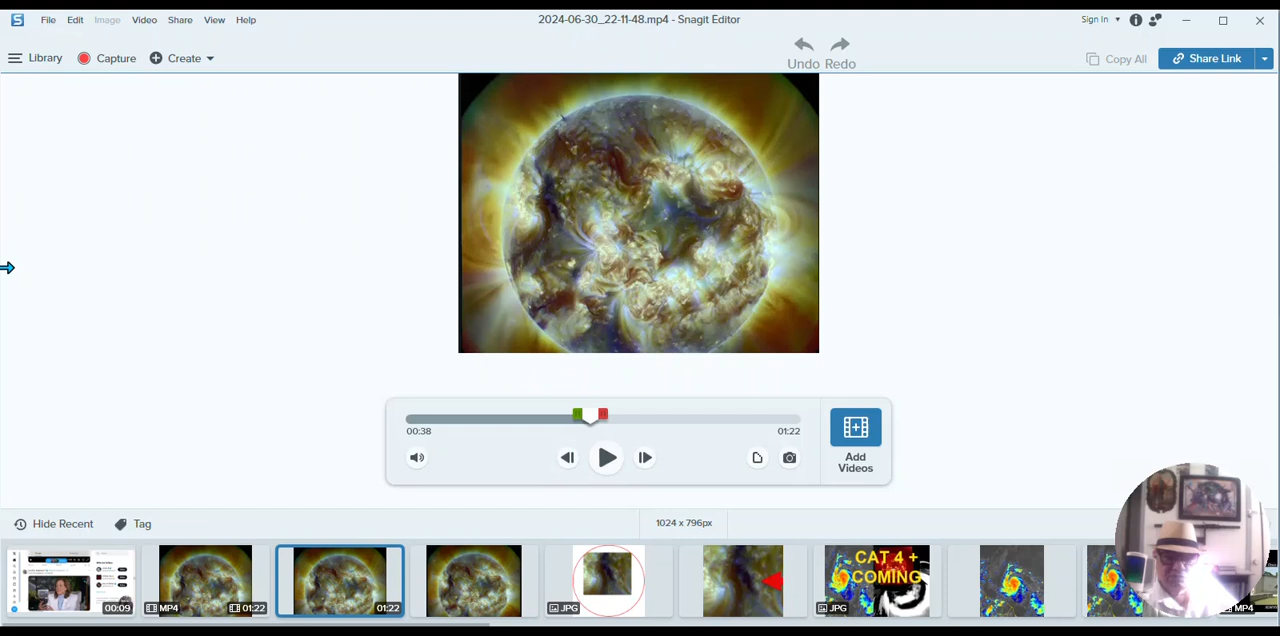 S File Edit Image Video Share View Help
2024-06-30_22-11-48.mp4 - Snagit Editor
Sign In
Library Capture Create
Undo Redo
Copy All Share Link
00:38 01:22
Add
Videos
Hide Recent Tag
1024 x 796px
CAT 4 +
COMING
00:09
MP4 01:22
01:22
JPG
JPG
MP4